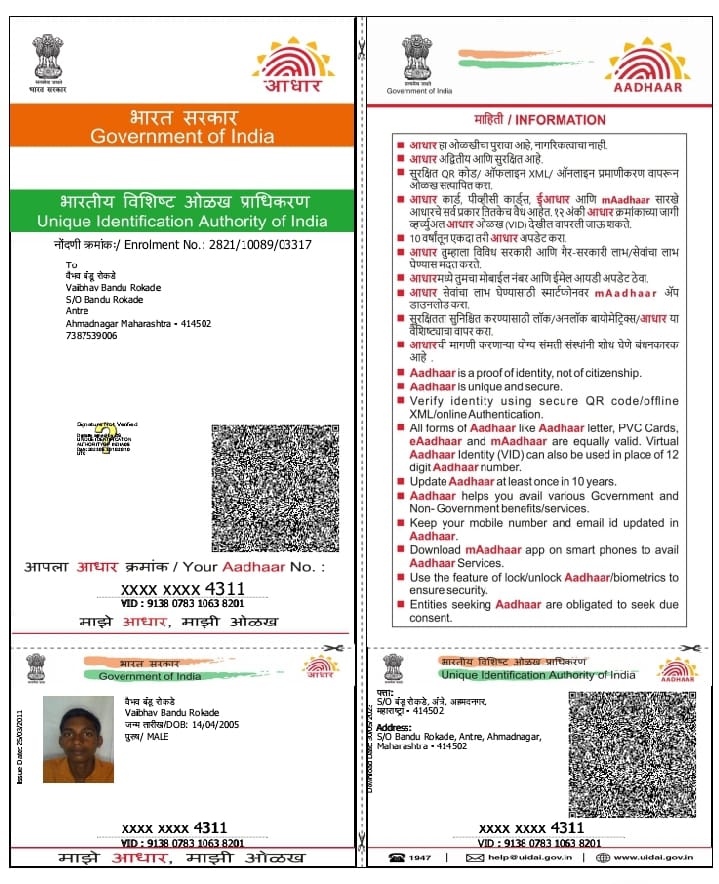 सत्यमेव जयते
भारत सरकार
आधार
भारत सरकार
Government of India
भारतीय विशिष्ट ओळख प्राधिकरण
Unique Identification Authority of India
नोंदणी क्रमांक:/ Enrolment No.: 2821/10089/03317
To
वैभव बंडू रोकडे
Vaibhav Bandu Rokade
S/O Bandu Rokade
Antre
Ahmadnagar Maharashtra - 414502
7387539006
Signature Not Verified
आपला आधार क्रमांक / Your Aadhaar No. :
XXXX XXXX 4311
VID : 9138 0783 1063 8201
माझे आधार, माझी ओळख
Government of India
AADHAAR
माहिती / INFORMATION
■ आधार हा ओळखीचा पुरावा आहे, नागरिकत्वाचा नाही.
■ आधार अद्वितीय आणि सुरक्षित आहे.
■ सुरक्षित QR कोड/ ऑफलाइन XML/ ऑनलाइन प्रमाणीकरण वापरून
ओळख सत्यापित करा.
■ आधार कार्ड, पीव्हीसी कार्ड्स, ईआधार आणि mAadhaar सारखे
आधारचे सर्व प्रकार तितकेच वैध आहेत. १२ अंकी आधार क्रमांकाच्या जागी
व्हर्च्युअल आधार ओळख (VID) देखील वापरली जाऊ शकते.
■ 10 वर्षातून एकदा तरी आधार अपडेट करा.
■ आधार तुम्हाला विविध सरकारी आणि गैर-सरकारी लाभ/सेवांचा लाभ
घेण्यास मदत करते.
■ आधारमध्ये तुमचा मोबाईल नंबर आणि ईमेल आयडी अपडेट ठेवा.
■ आधार सेवांचा लाभ घेण्यासाठी स्मार्टफोनवर mAadhaar ॲप
डाउनलोड करा.
■ सुरक्षितता सुनिश्चित करण्यासाठी लॉक/अनलॉक बायोमेट्रिक्स/आधार या
वैशिष्ट्यांचा वापर करा.
■ आधारची मागणी करणाऱ्या योग्य संमती संस्थांनी शोध घेणे बंधनकारक
आहे .
■ Aadhaar is a proof of identity, not of citizenship.
■ Aadhaar is unique and secure.
■ Verify identity using secure QR code/offline
XML/online Authentication.
■ All forms of Aadhaar like Aadhaar letter, PVC Cards,
eAadhaar and mAadhaar are equally valid. Virtual
Aadhaar Identity (VID) can also be used in place of 12
digit Aadhaar number.
■ Update Aadhaar at least once in 10 years.
■ Aadhaar helps you avail various Government and
Non- Government benefits/services.
■ Keep your mobile number and email id updated in
Aadhaar.
■ Download mAadhaar app on smart phones to avail
Aadhaar Services.
■ Use the feature of lock/unlock Aadhaar/biometrics to
ensure security.
■ Entities seeking Aadhaar are obligated to seek due
consent.
भारत सरकार
Government of India
आधार
Issue Date: 25/03/2011
वैभव बंडू रोकडे
Vaibhav Bandu Rokade
जन्म तारीख/DOB: 14/04/2005
पुरुष/ MALE
XXXX XXXX 4311
VID : 9138 0783 1063 8201
माझे आधार, माझी ओळख
भारतीय विशिष्ट ओळख प्राधिकरण
Unique Identification Authority of India
AADHAAR
पत्ता:
S/O बंडू रोकडे, अंत्रे, अहमदनगर,
महाराष्ट्र - 414502
Address:
S/O Bandu Rokade, Antre, Ahmadnagar,
Maharashtra - 414502
XXXX XXXX 4311
VID : 9138 0783 1063 8201
1947 | help@uidai.gov.in | www.uidai.gov.in